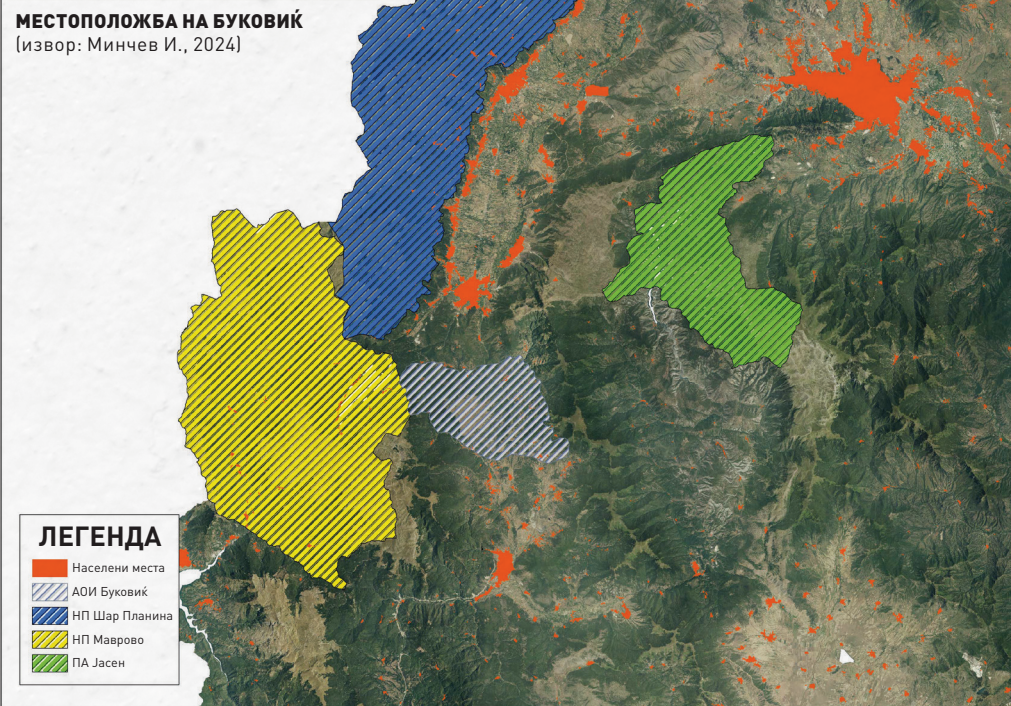 МЕСТОПОЛОЖБА НА БУКОВИЌ
(извор: Минчев И., 2024)
ЛЕГЕНДА
Населени места
АОИ Буковиќ
НП Шар Планина
НП Маврово
ПА Јасен